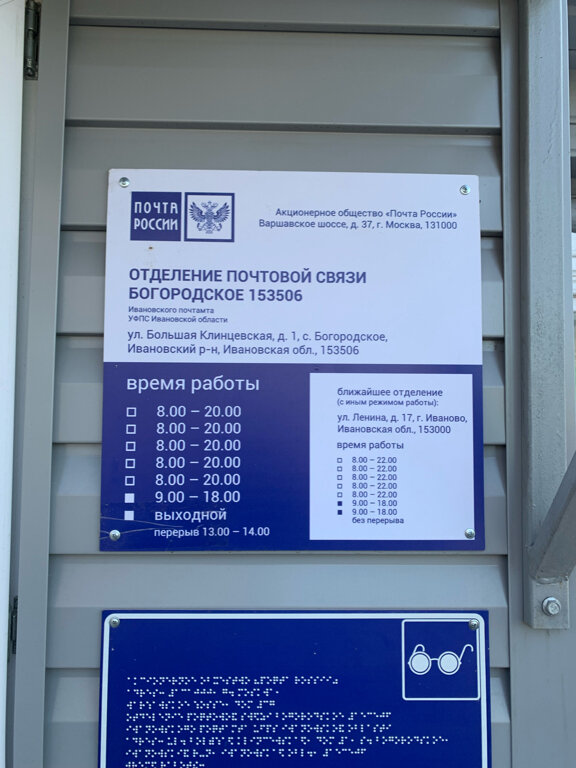 ПОЧТА
РОССИИ
Акционерное общество «Почта России»
Варшавское шоссе, д. 37, г. Москва, 131000
ОТДЕЛЕНИЕ ПОЧТОВОЙ СВЯЗИ
БОГОРОДСКОЕ 153506
Ивановского почтамта
УФПС Ивановской области
ул. Большая Клинцевская, д. 1, с. Богородское,
Ивановский р-н, Ивановская обл., 153506
время работы
8.00 – 20.00
8.00 – 20.00
8.00 – 20.00
8.00 – 20.00
8.00 – 20.00
9.00 – 18.00
выходной
перерыв 13.00 – 14.00
ближайшее отделение
(с иным режимом работы):
ул. Ленина, д. 17, г. Иваново,
Ивановская обл., 153000
время работы
8.00 – 22.00
8.00 – 22.00
8.00 – 22.00
8.00 – 22.00
8.00 – 22.00
9.00 – 18.00
9.00 – 18.00
без перерыва